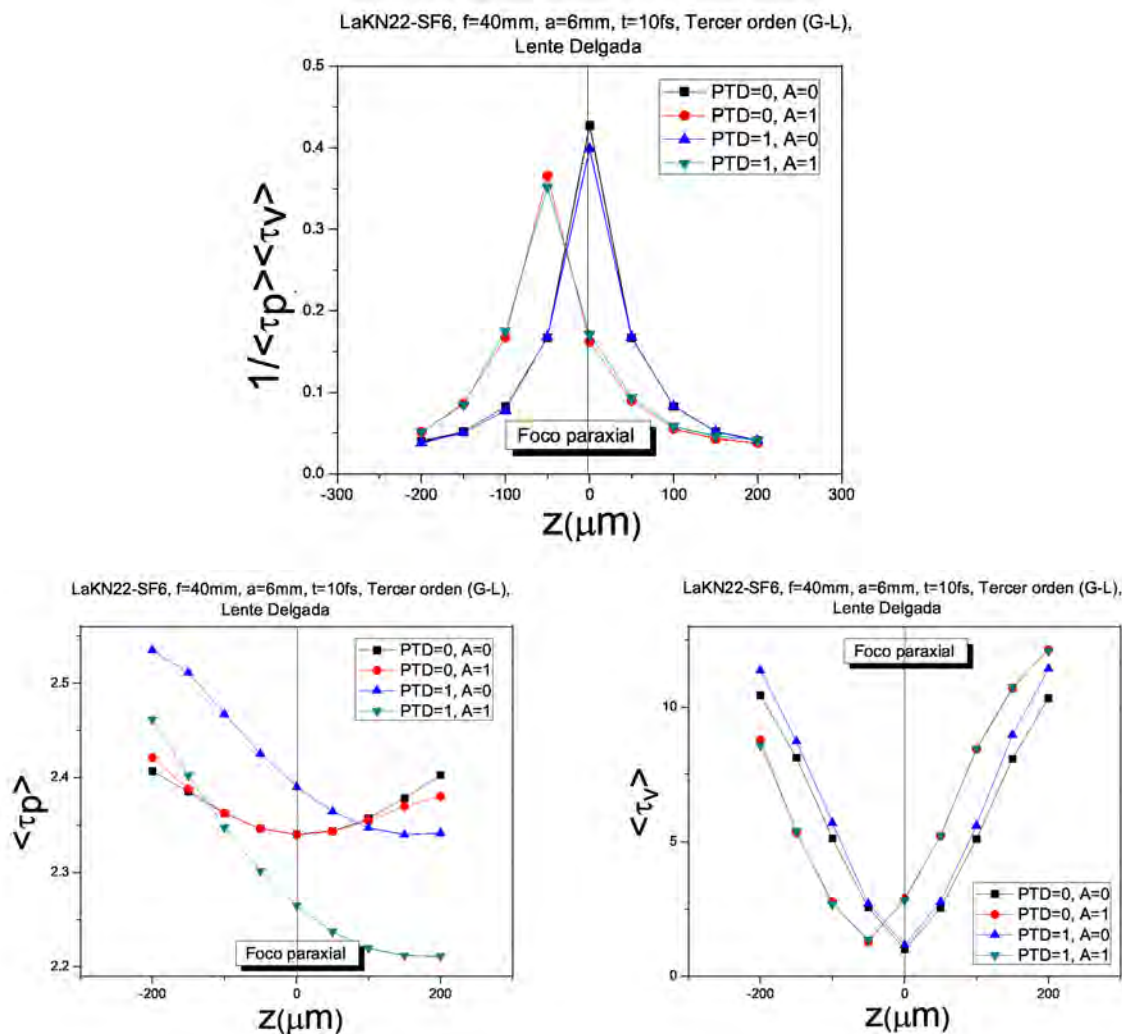 LaKN22-SF6, f=40mm, a=6mm, t=10fs, Tercer orden (G-L),
Lente Delgada
0.5
0.4
0.3
0.2
0.1
0.0
1/<τp><τv>
PTD=0, A=0
PTD=0, A=1
PTD=1, A=0
PTD=1, A=1
Foco paraxial
-300 -200 -100 0 100 200 300
z(μm)
LaKN22-SF6, f=40mm, a=6mm, t=10fs, Tercer orden (G-L),
Lente Delgada
2.5
2.4
2.3
2.2
<τp>
PTD=0, A=0
PTD=0, A=1
PTD=1, A=0
PTD=1, A=1
Foco paraxial
-200 0 200
z(μm)
LaKN22-SF6, f=40mm, a=6mm, t=10fs, Tercer orden (G-L),
Lente Delgada
Foco paraxial
10
5
0
<τv>
PTD=0, A=0
PTD=0, A=1
PTD=1, A=0
PTD=1, A=1
-200 0 200
z(μm)